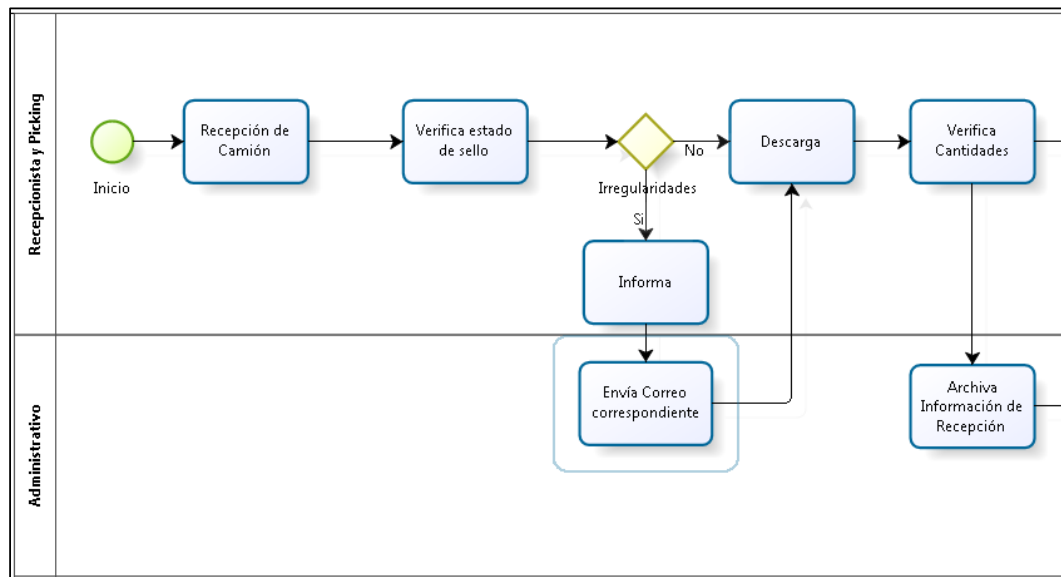 Recepcionista y Picking
Inicio
Recepción de
Camión
Verifica estado
de sello
Irregularidades
No
Si
Descarga
Verifica
Cantidades
Informa
Administrativo
Envía Correo
correspondiente
Archiva
Información de
Recepción